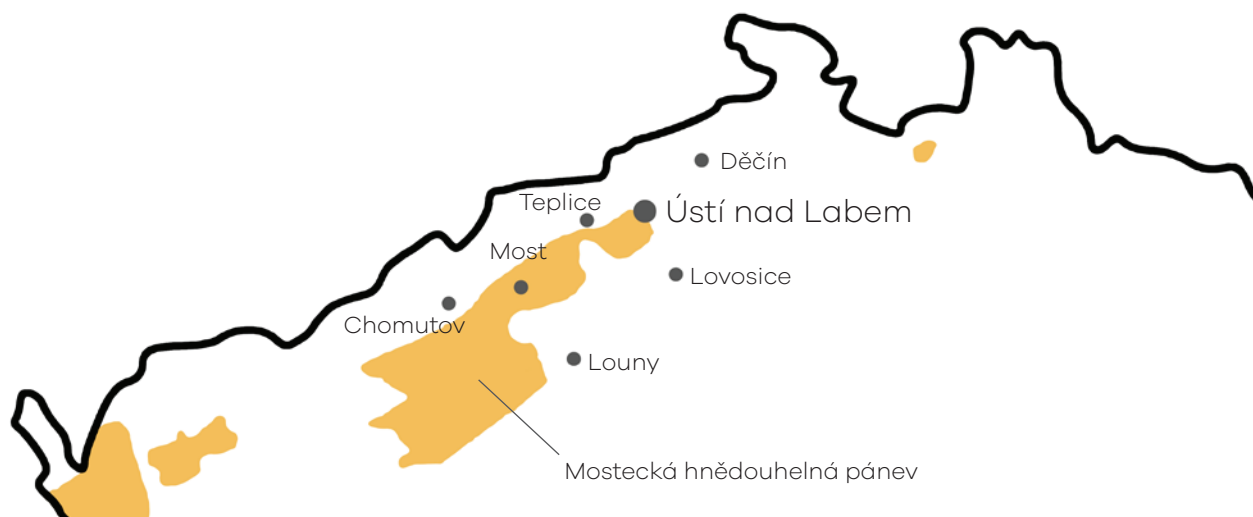 Děčín
Teplice
Ústí nad Labem
Most
Lovosice
Chomutov
Louny
Mostecká hnědouhelná pánev